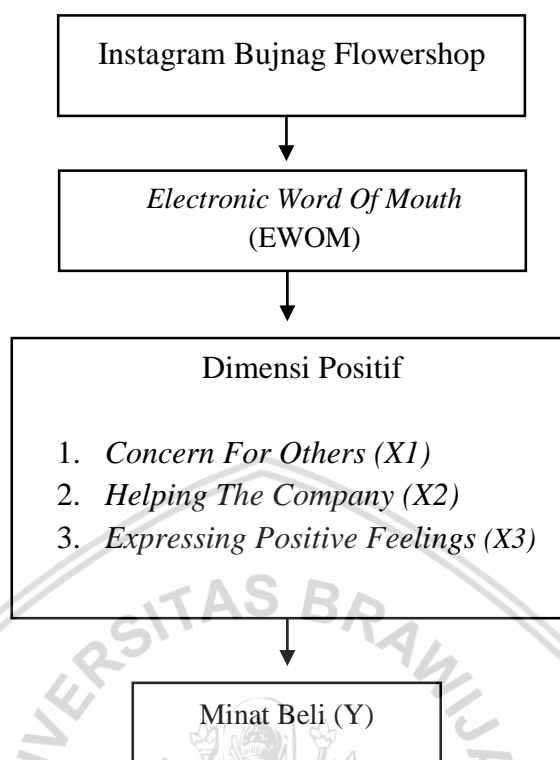 Instagram Bujnag Flowershop
Electronic Word Of Mouth
(EWOM)
Dimensi Positif
1. Concern For Others (X1)
2. Helping The Company (X2)
3. Expressing Positive Feelings (X3)
Minat Beli (Y)